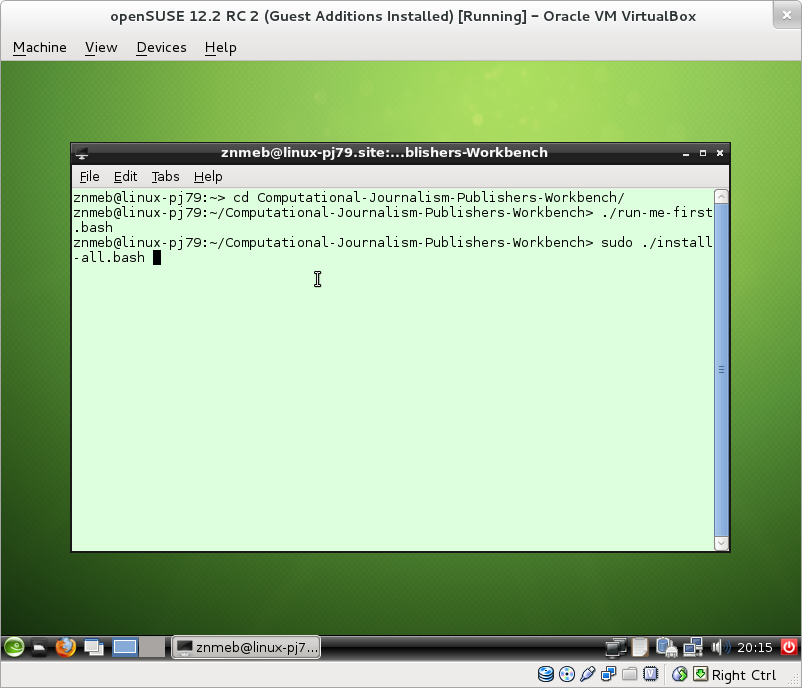 openSUSE 12.2 RC 2 (Guest Additions Installed) [Running] – Oracle VM VirtualBox
Machine View Devices Help
znmeb@linux-pj79.site:...blishers-Workbench
File Edit Tabs Help
znmeb@linux-pj79:~> cd Computational-Journalism-Publishers-Workbench/
znmeb@linux-pj79:~/Computational-Journalism-Publishers-Workbench> ./run-me-first
.bash
znmeb@linux-pj79:~/Computational-Journalism-Publishers-Workbench> sudo ./install
-all.bash
znmeb@linux-pj7... 20:15
Right Ctrl